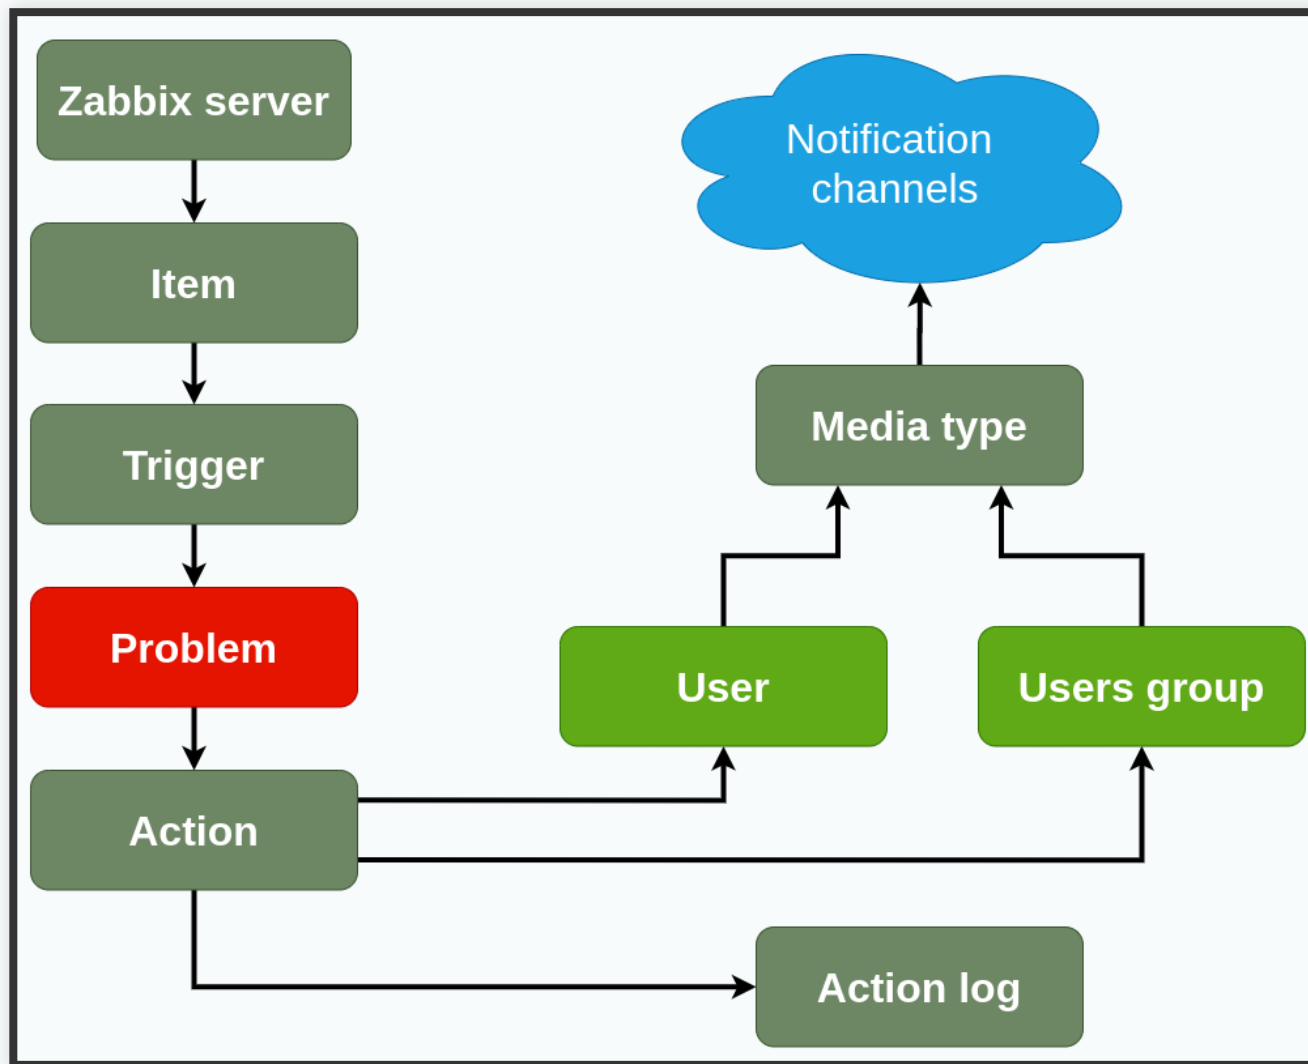 Zabbix server
Item
Trigger
Problem
Action
Notification
channels
Media type
User
Users group
Action log